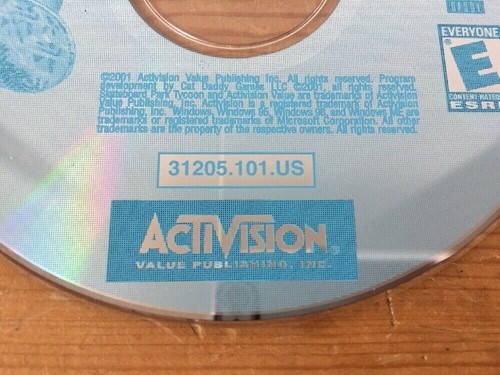 DADDY
EVERYONE
E
CONTENT RATED
ESRB
©2001 Activision Value Publishing Inc. All rights reserved. Program
development by Cat Daddy Games LLC ©2001, all rights reserved.
Skateboard Park Tycoon and Activision Value are trademarks of Activision
Value Publishing, Inc. Activision is a registered trademark of Activision
Publishing, Inc. Windows, Windows 95, Windows 98, and Windows ME are
trademarks or registered trademarks of Microsoft Corporation. All other
trademarks are the property of the respective owners. All rights reserved.
31205.101.US
ACTIVISION®
VALUE PUBLISHING, INC.